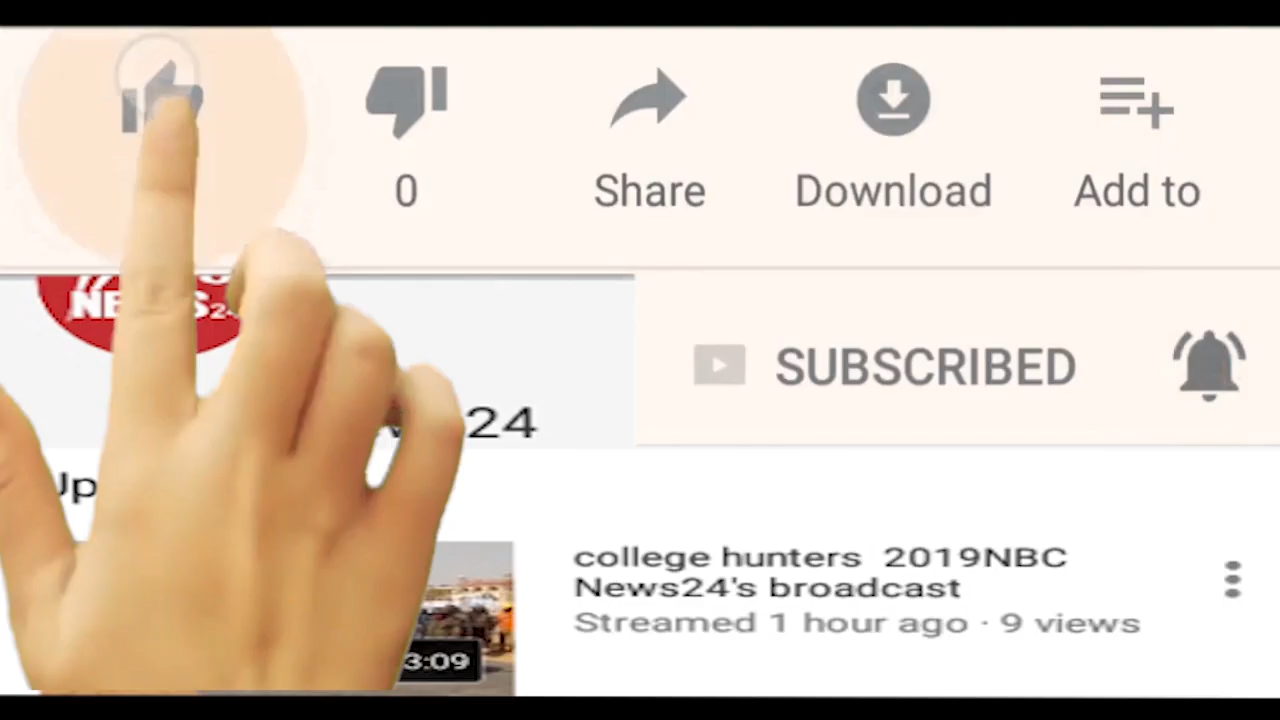 0
Share
Download
Add to
SUBSCRIBED
24
college hunters 2019NBC
News24's broadcast
Streamed 1 hour ago · 9 views
3:09